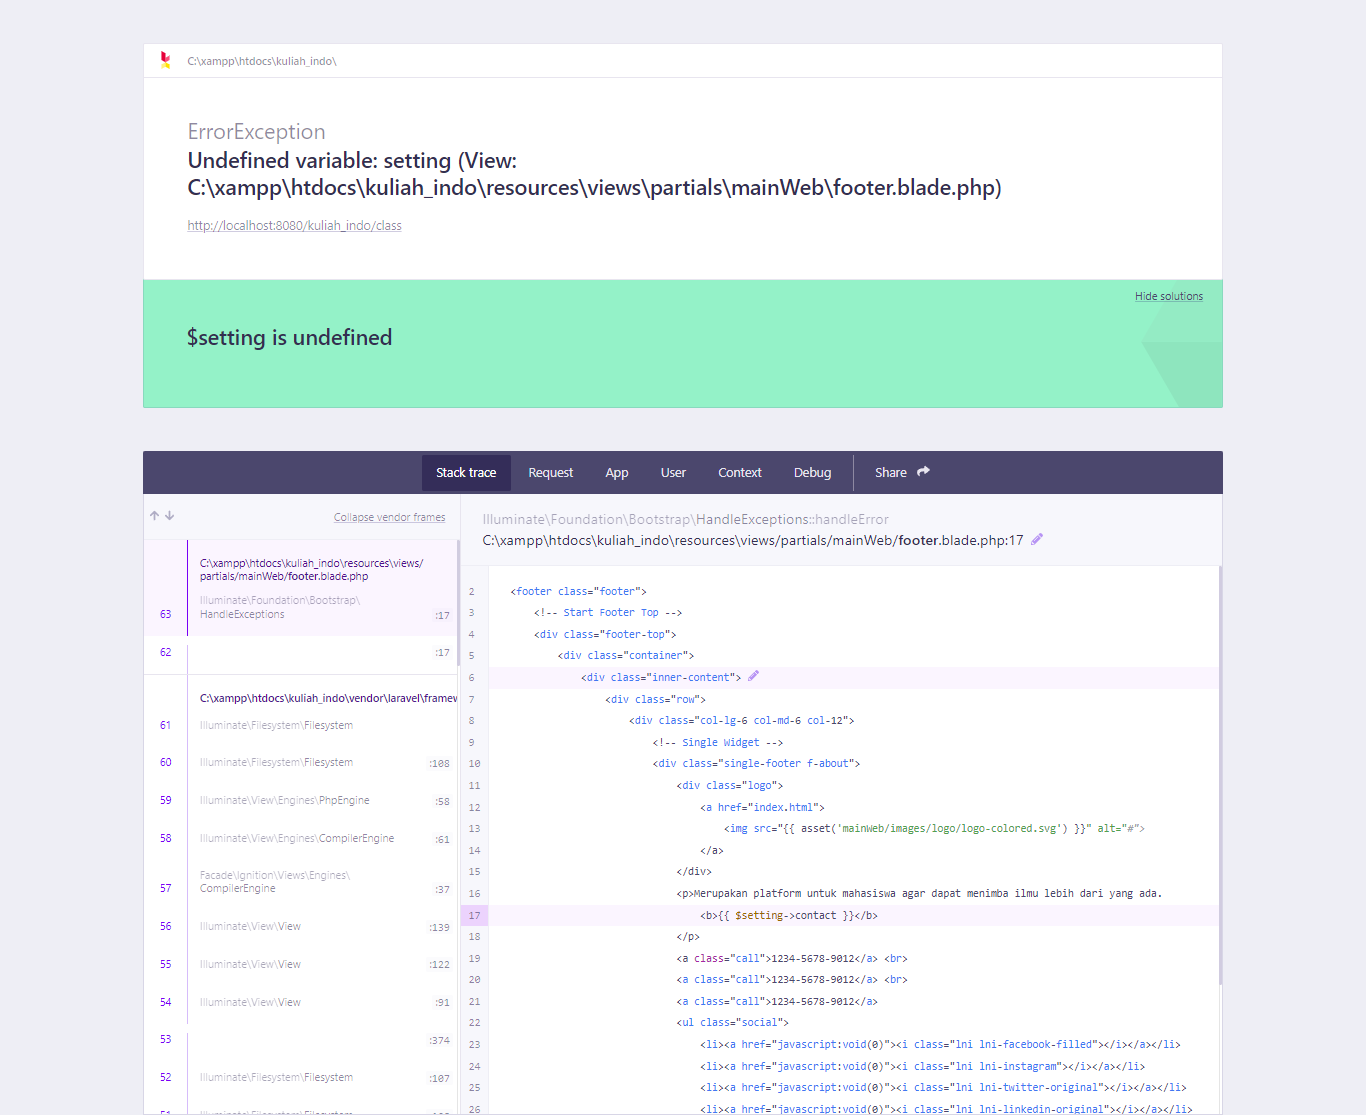 C:\xampp\htdocs\kuliah_indo\
ErrorException
Undefined variable: setting (View:
C:\xampp\htdocs\kuliah_indo\resources\views\partials\mainWeb\footer.blade.php)
http://localhost:8080/kuliah_indo/class
Hide solutions
$setting is undefined
Stack trace Request App User Context Debug Share
Collapse vendor frames
C:\xampp\htdocs\kuliah_indo\resources\views/
partials/mainWeb/footer.blade.php
Illuminate\Foundation\Bootstrap\
63 HandleExceptions :17
62 :17
C:\xampp\htdocs\kuliah_indo\vendor\laravel\framew
61 Illuminate\Filesystem\Filesystem
60 Illuminate\Filesystem\Filesystem :108
59 Illuminate\View\Engines\PhpEngine :58
58 Illuminate\View\Engines\CompilerEngine :61
Facade\Ignition\Views\Engines\
57 CompilerEngine :37
56 Illuminate\View\View :139
55 Illuminate\View\View :122
54 Illuminate\View\View :91
53 :374
52 Illuminate\Filesystem\Filesystem :107
51 Illuminate\Filesystem\Filesystem
Illuminate\Foundation\Bootstrap\HandleExceptions::handleError
C:\xampp\htdocs\kuliah_indo\resources\views/partials/mainWeb/footer.blade.php:17
2 <footer class="footer">
3 <!-- Start Footer Top -->
4 <div class="footer-top">
5 <div class="container">
6 <div class="inner-content">
7 <div class="row">
8 <div class="col-lg-6 col-md-6 col-12">
9 <!-- Single Widget -->
10 <div class="single-footer f-about">
11 <div class="logo">
12 <a href="index.html">
13 <img src="{{ asset('mainWeb/images/logo/logo-colored.svg') }}" alt="#">
14 </a>
15 </div>
16 <p>Merupakan platform untuk mahasiswa agar dapat menimba ilmu lebih dari yang ada.
17 <b>{{ $setting->contact }}</b>
18 </p>
19 <a class="call">1234-5678-9012</a> <br>
20 <a class="call">1234-5678-9012</a> <br>
21 <a class="call">1234-5678-9012</a>
22 <ul class="social">
23 <li><a href="javascript:void(0)"><i class="lni lni-facebook-filled"></i></a></li>
24 <li><a href="javascript:void(0)"><i class="lni lni-instagram"></i></a></li>
25 <li><a href="javascript:void(0)"><i class="lni lni-twitter-original"></i></a></li>
26 <li><a href="javascript:void(0)"><i class="lni lni-linkedin-original"></i></a></li>